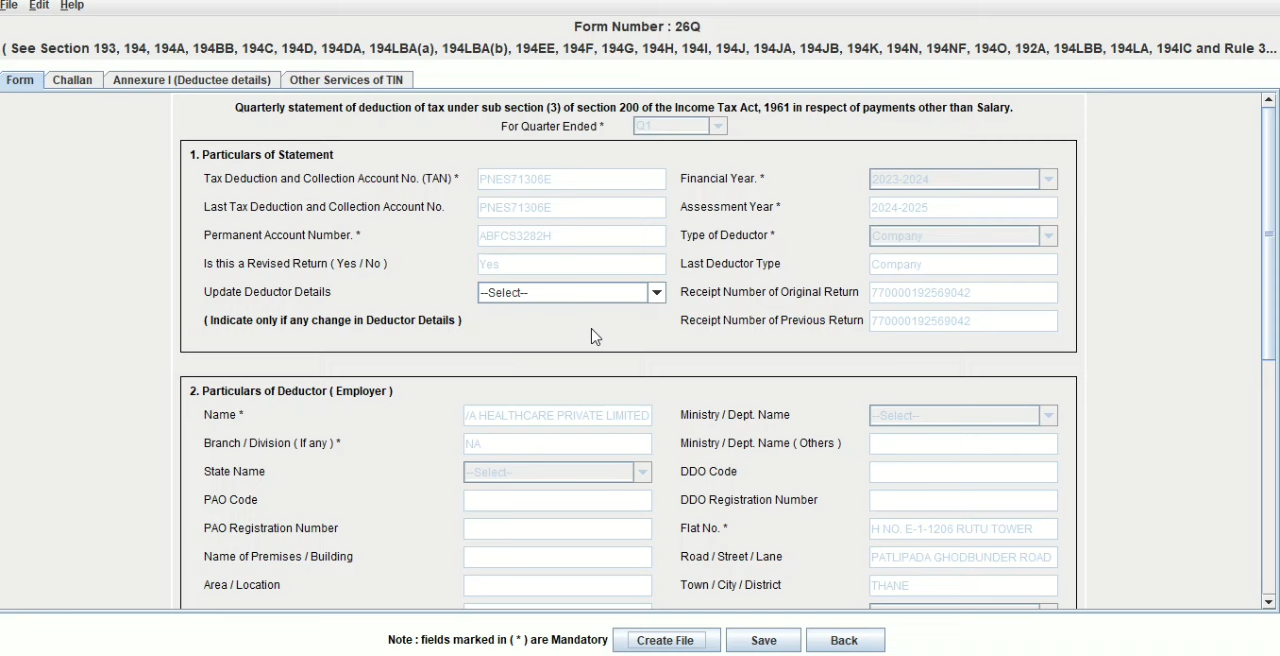 File Edit Help
Form Number : 26Q
( See Section 193, 194, 194A, 194BB, 194C, 194D, 194DA, 194LBA(a), 194LBA(b), 194EE, 194F, 194G, 194H, 194I, 194J, 194JA, 194JB, 194K, 194N, 194NF, 194O, 192A, 194LBB, 194LA, 194IC and Rule 3...
Form Challan Annexure I (Deductee details) Other Services of TIN
Quarterly statement of deduction of tax under sub section (3) of section 200 of the Income Tax Act, 1961 in respect of payments other than Salary.
For Quarter Ended * Q1
1. Particulars of Statement
Tax Deduction and Collection Account No. (TAN) * PNES71306E Financial Year. * 2023-2024
Last Tax Deduction and Collection Account No. PNES71306E Assessment Year * 2024-2025
Permanent Account Number. * ABFCS3282H Type of Deductor * Company
Is this a Revised Return ( Yes / No ) Yes Last Deductor Type Company
Update Deductor Details --Select-- Receipt Number of Original Return 770000192569042
( Indicate only if any change in Deductor Details ) Receipt Number of Previous Return 770000192569042
2. Particulars of Deductor ( Employer )
Name * /A HEALTHCARE PRIVATE LIMITED Ministry / Dept. Name --Select--
Branch / Division ( If any ) * NA Ministry / Dept. Name ( Others )
State Name --Select-- DDO Code
PAO Code DDO Registration Number
PAO Registration Number Flat No. * H NO. E-1-1206 RUTU TOWER
Name of Premises / Building Road / Street / Lane PATLIPADA GHODBUNDER ROAD
Area / Location Town / City / District THANE
Note : fields marked in ( * ) are Mandatory Create File Save Back